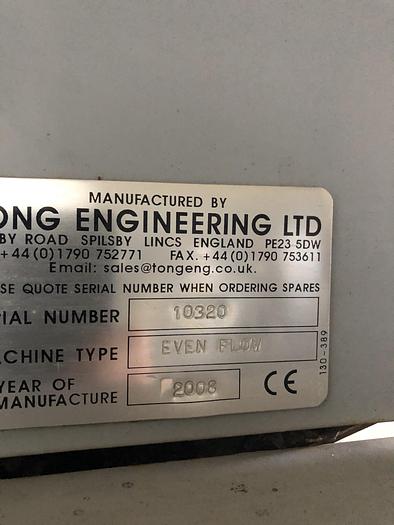 MANUFACTURED BY
ONG ENGINEERING LTD
BY ROAD SPILSBY LINCS ENGLAND PE23 5DW
+44(0)1790 752771 FAX. +44(0)1790 753611
Email: sales@tongeng.co.uk.
SE QUOTE SERIAL NUMBER WHEN ORDERING SPARES
RIAL NUMBER 10320
ACHINE TYPE EVEN FLOW
YEAR OF
MANUFACTURE 2008 CE
130-389